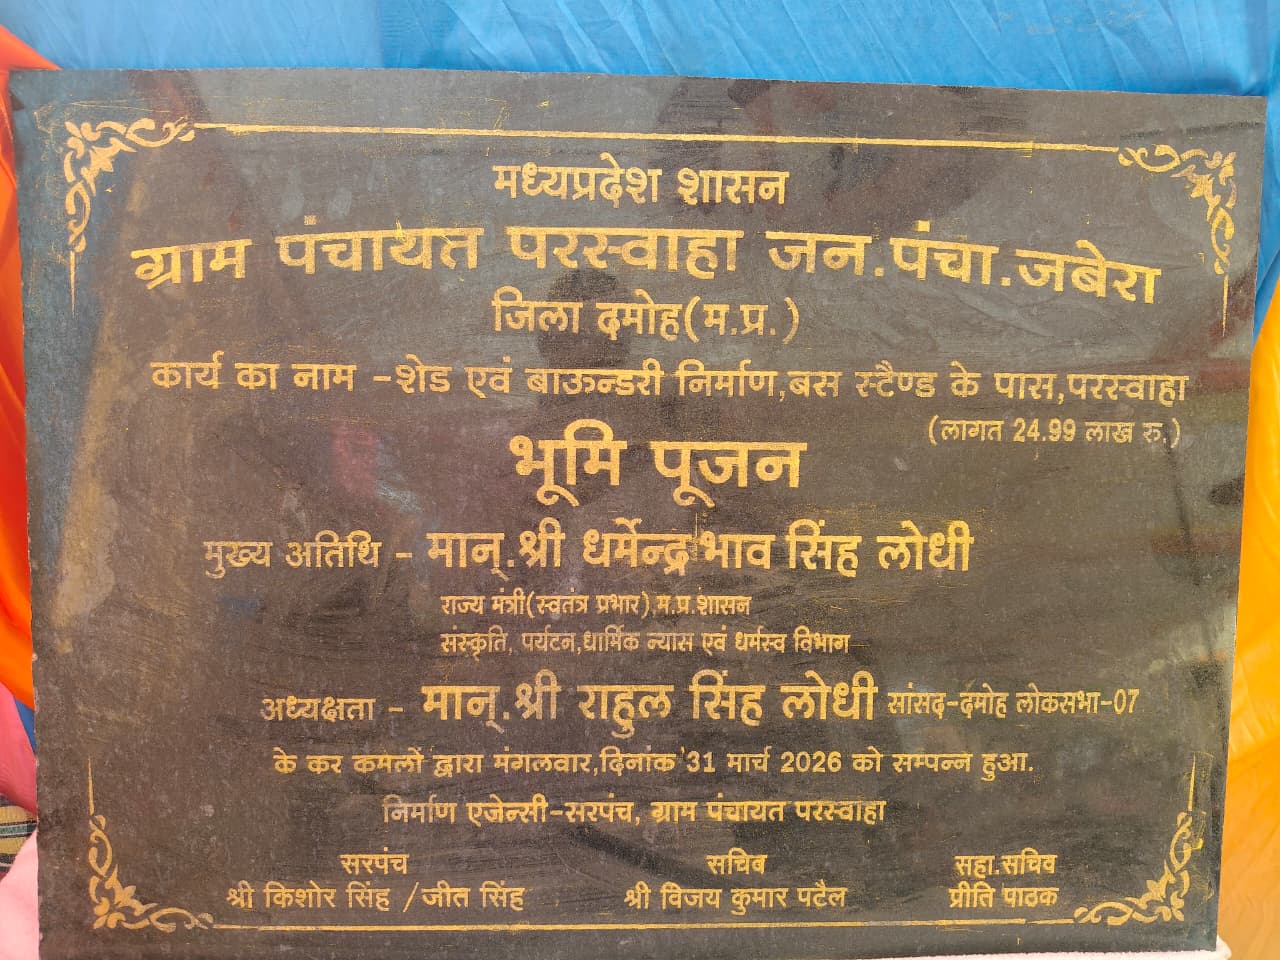 मध्यप्रदेश शासन
ग्राम पंचायत परस्वाहा जन.पंचा.जबेरा
जिला दमोह(म.प्र.)
कार्य का नाम -शेड एवं बाऊन्डरी निर्माण,बस स्टैण्ड के पास,परस्वाहा
(लागत 24.99 लाख रु.)
भूमि पूजन
मुख्य अतिथि - मान्.श्री धर्मेन्द्र भाव सिंह लोधी
राज्य मंत्री(स्वतंत्र प्रभार),म.प्र.शासन
संस्कृति, पर्यटन,धार्मिक न्यास एवं धर्मस्व विभाग
अध्यक्षता - मान्.श्री राहुल सिंह लोधी सांसद-दमोह लोकसभा-07
के कर कमलों द्वारा मंगलवार,दिनांक 31 मार्च 2026 को सम्पन्न हुआ.
निर्माण एजेन्सी-सरपंच, ग्राम पंचायत परस्वाहा
सरपंच सचिव सहा.सचिव
श्री किशोर सिंह /जीत सिंह श्री विजय कुमार पटैल प्रीति पाठक